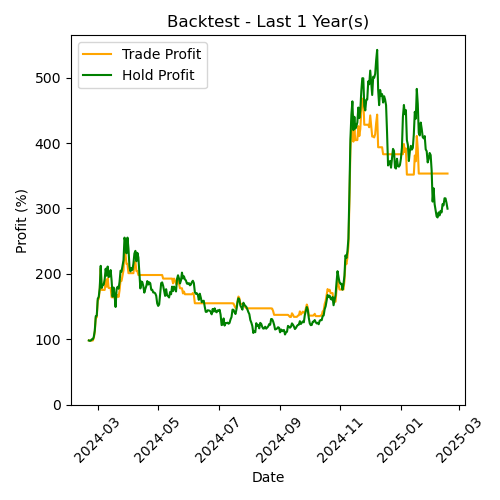 Backtest - Last 1 Year(s)
Trade Profit
Hold Profit
Profit (%)
500
400
300
200
100
0
2024-03
2024-05
2024-07
2024-09
2024-11
2025-01
2025-03
Date